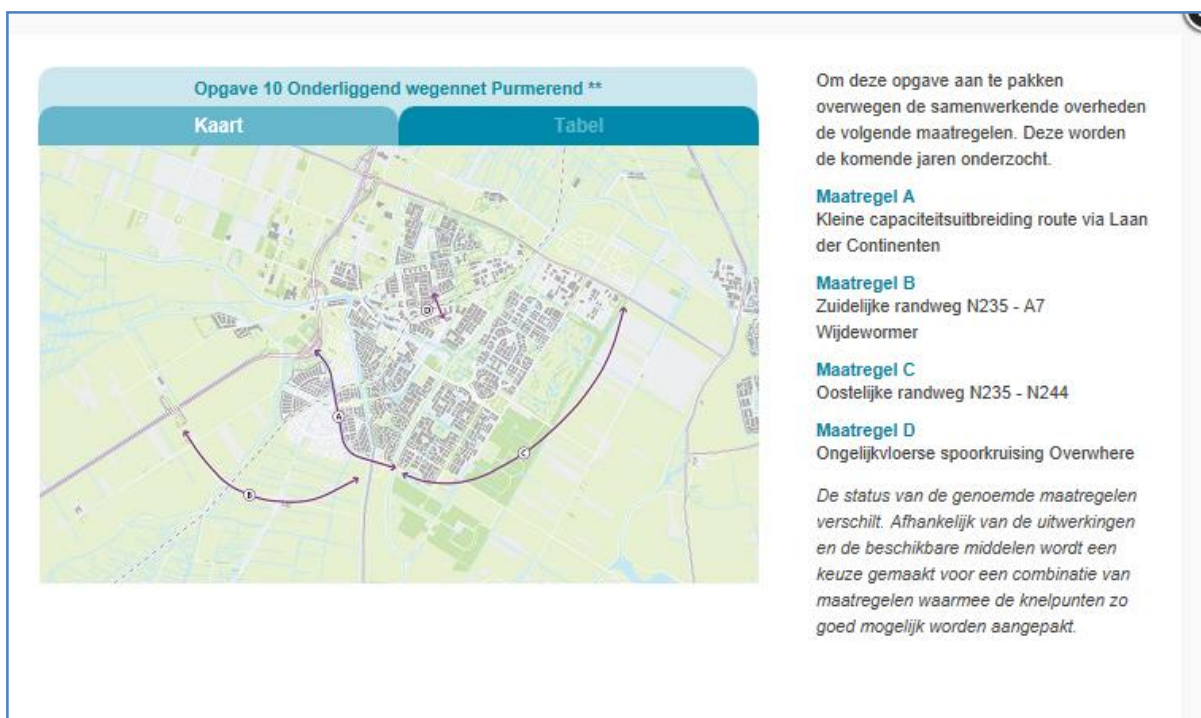 Opgave 10 Onderliggend wegennet Purmerend **
Kaart
Tabel
A
B
C
D
Om deze opgave aan te pakken
overwegen de samenwerkende overheden
de volgende maatregelen. Deze worden
de komende jaren onderzocht.
Maatregel A
Kleine capaciteitsuitbreiding route via Laan
der Continenten
Maatregel B
Zuidelijke randweg N235 - A7
Wijdewormer
Maatregel C
Oostelijke randweg N235 - N244
Maatregel D
Ongelijkvloerse spoorkruising Overwhere
De status van de genoemde maatregelen
verschilt. Afhankelijk van de uitwerkingen
en de beschikbare middelen wordt een
keuze gemaakt voor een combinatie van
maatregelen waarmee de knelpunten zo
goed mogelijk worden aangepakt.